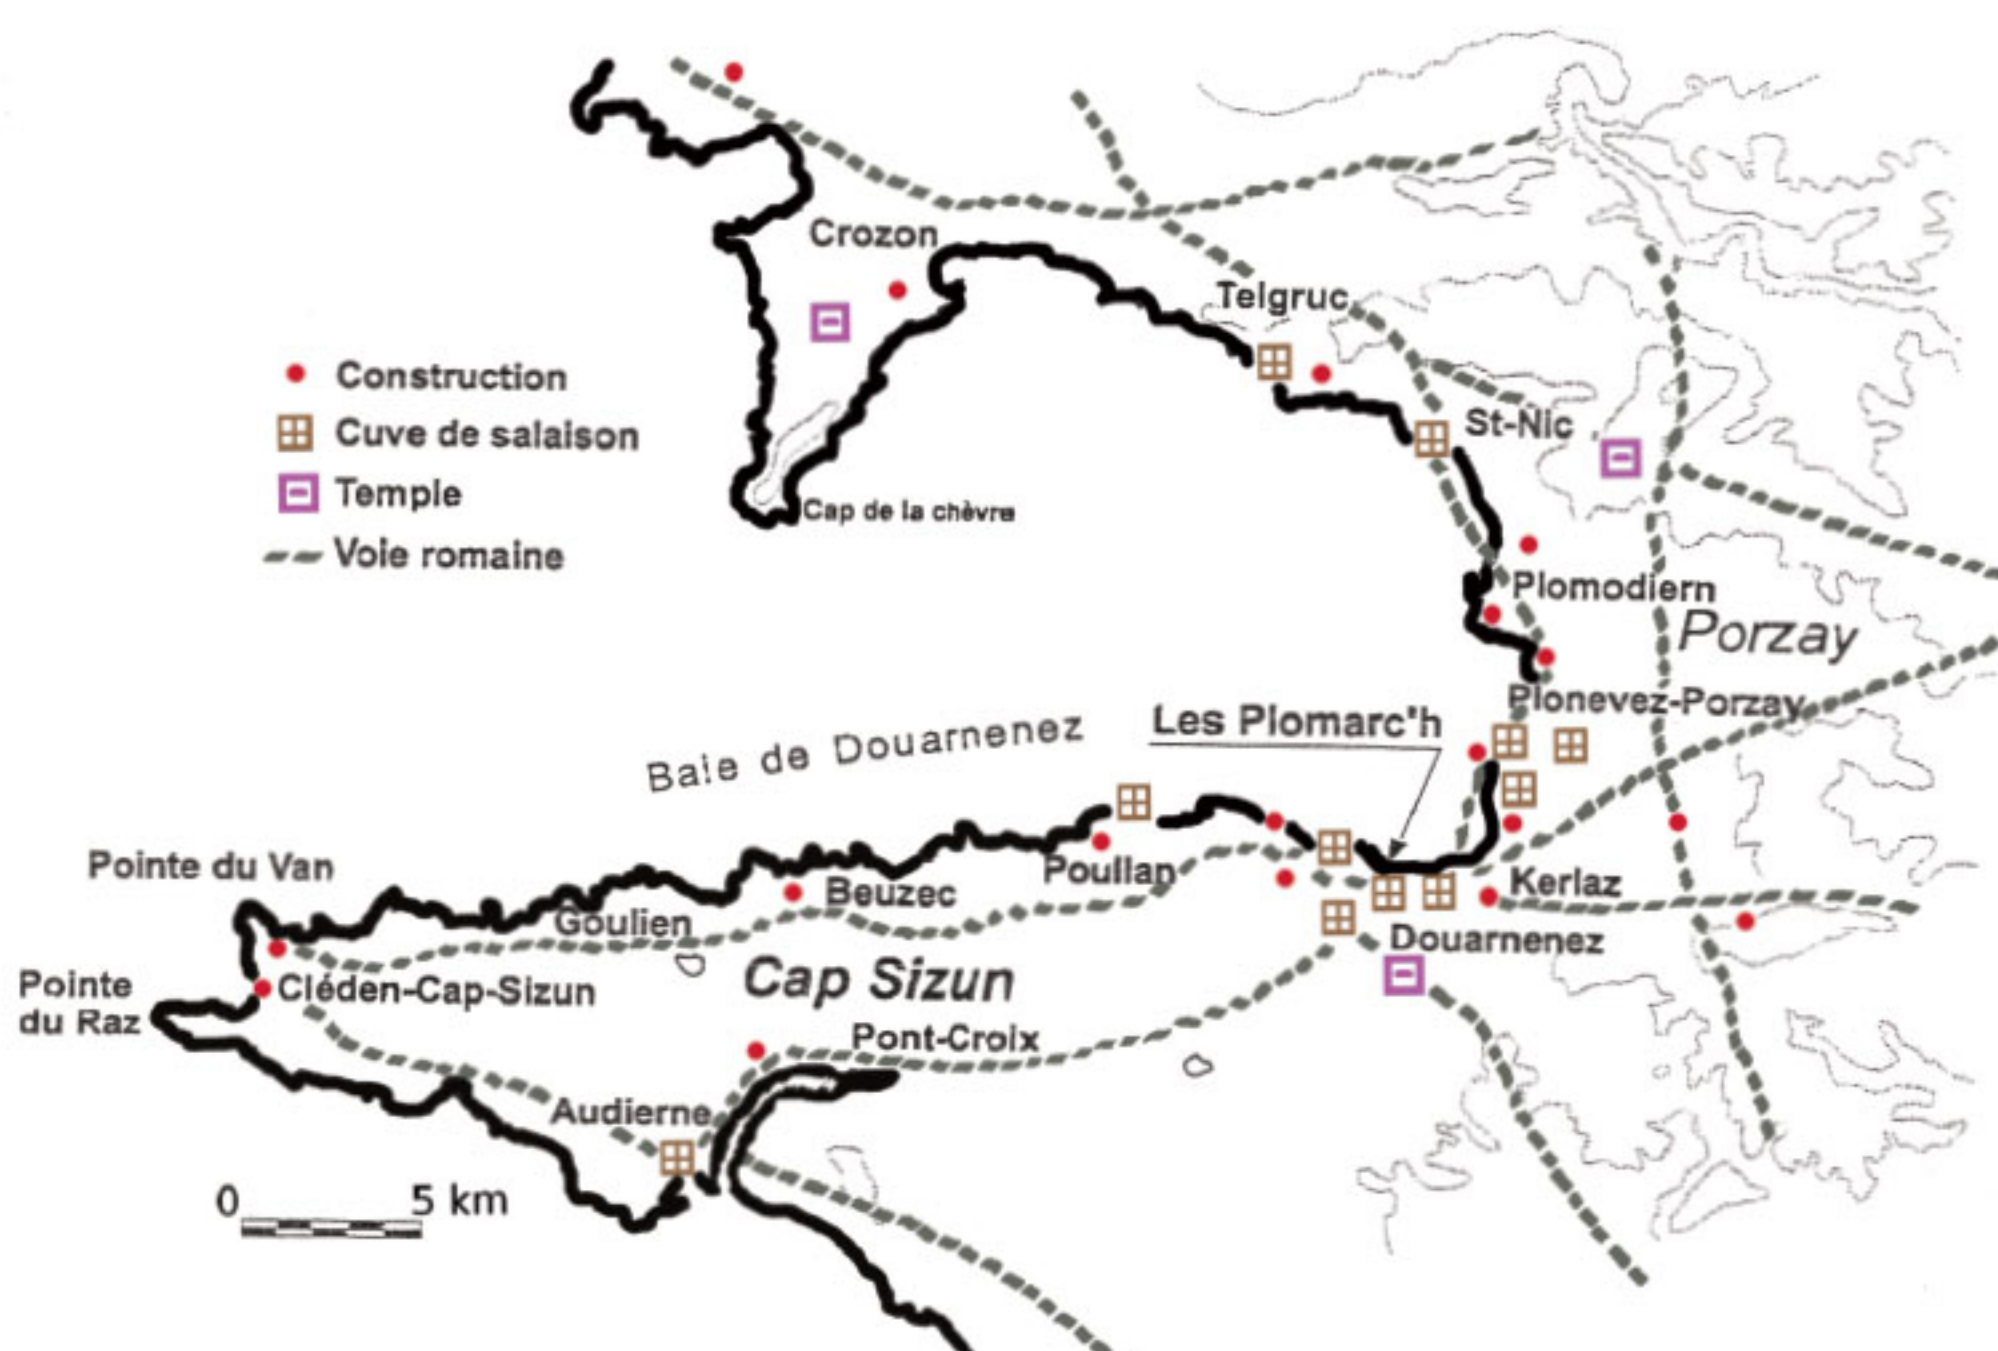 Crozon
Telgruc
Construction
Cuve de salaison
Temple
Voie romaine
St-Nic
Cap de la chèvre
Plomodiern
Porzay
Plonevez-Porzay
Les Plomarc'h
Baie de Douarnenez
Pointe du Van
Poullan
Beuzec
Kerlaz
Goulien
Douarnenez
Cap Sizun
Pointe
du Raz
Cléden-Cap-Sizun
Pont-Croix
Audierne
0 5 km